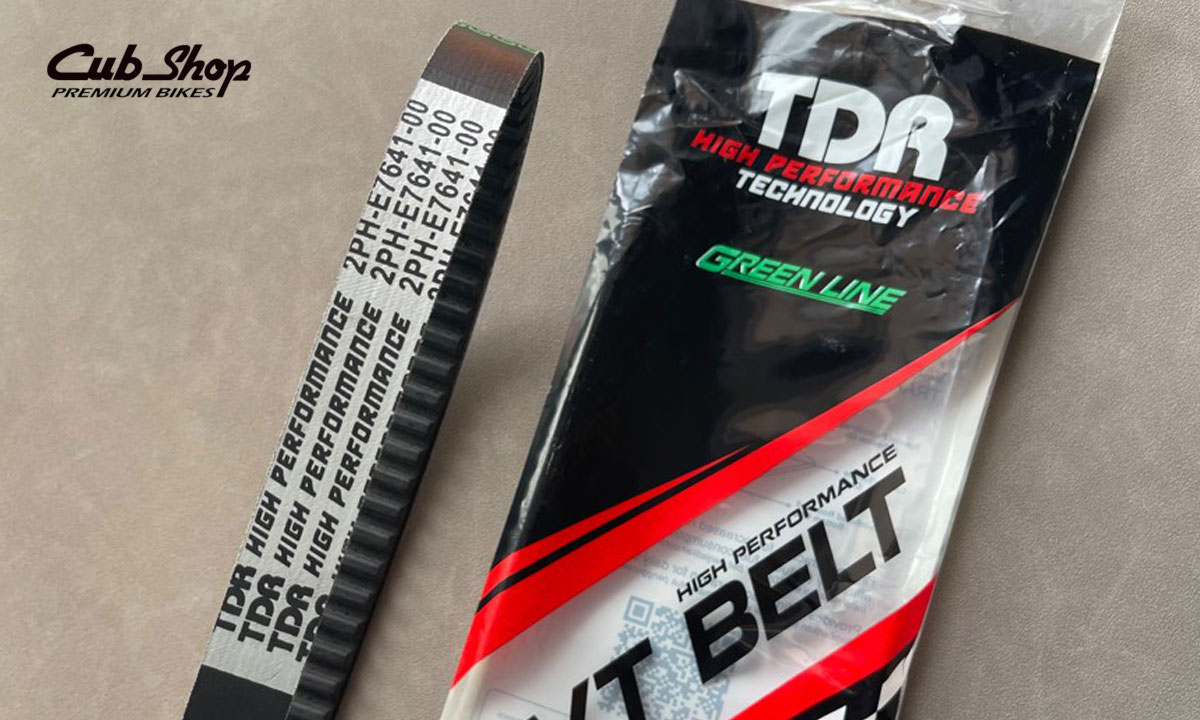 Cub Shop
PREMIUM BIKES
2PH-E7641-00
2PH-E7641-00
2PH-E7641-00
TDR HIGH PERFORMANCE
TDR HIGH PERFORMANCE
TDR HIGH PERFORMANCE
TDR
HIGH PERFORMANCE
TECHNOLOGY
GREEN LINE
HIGH PERFORMANCE
BELT